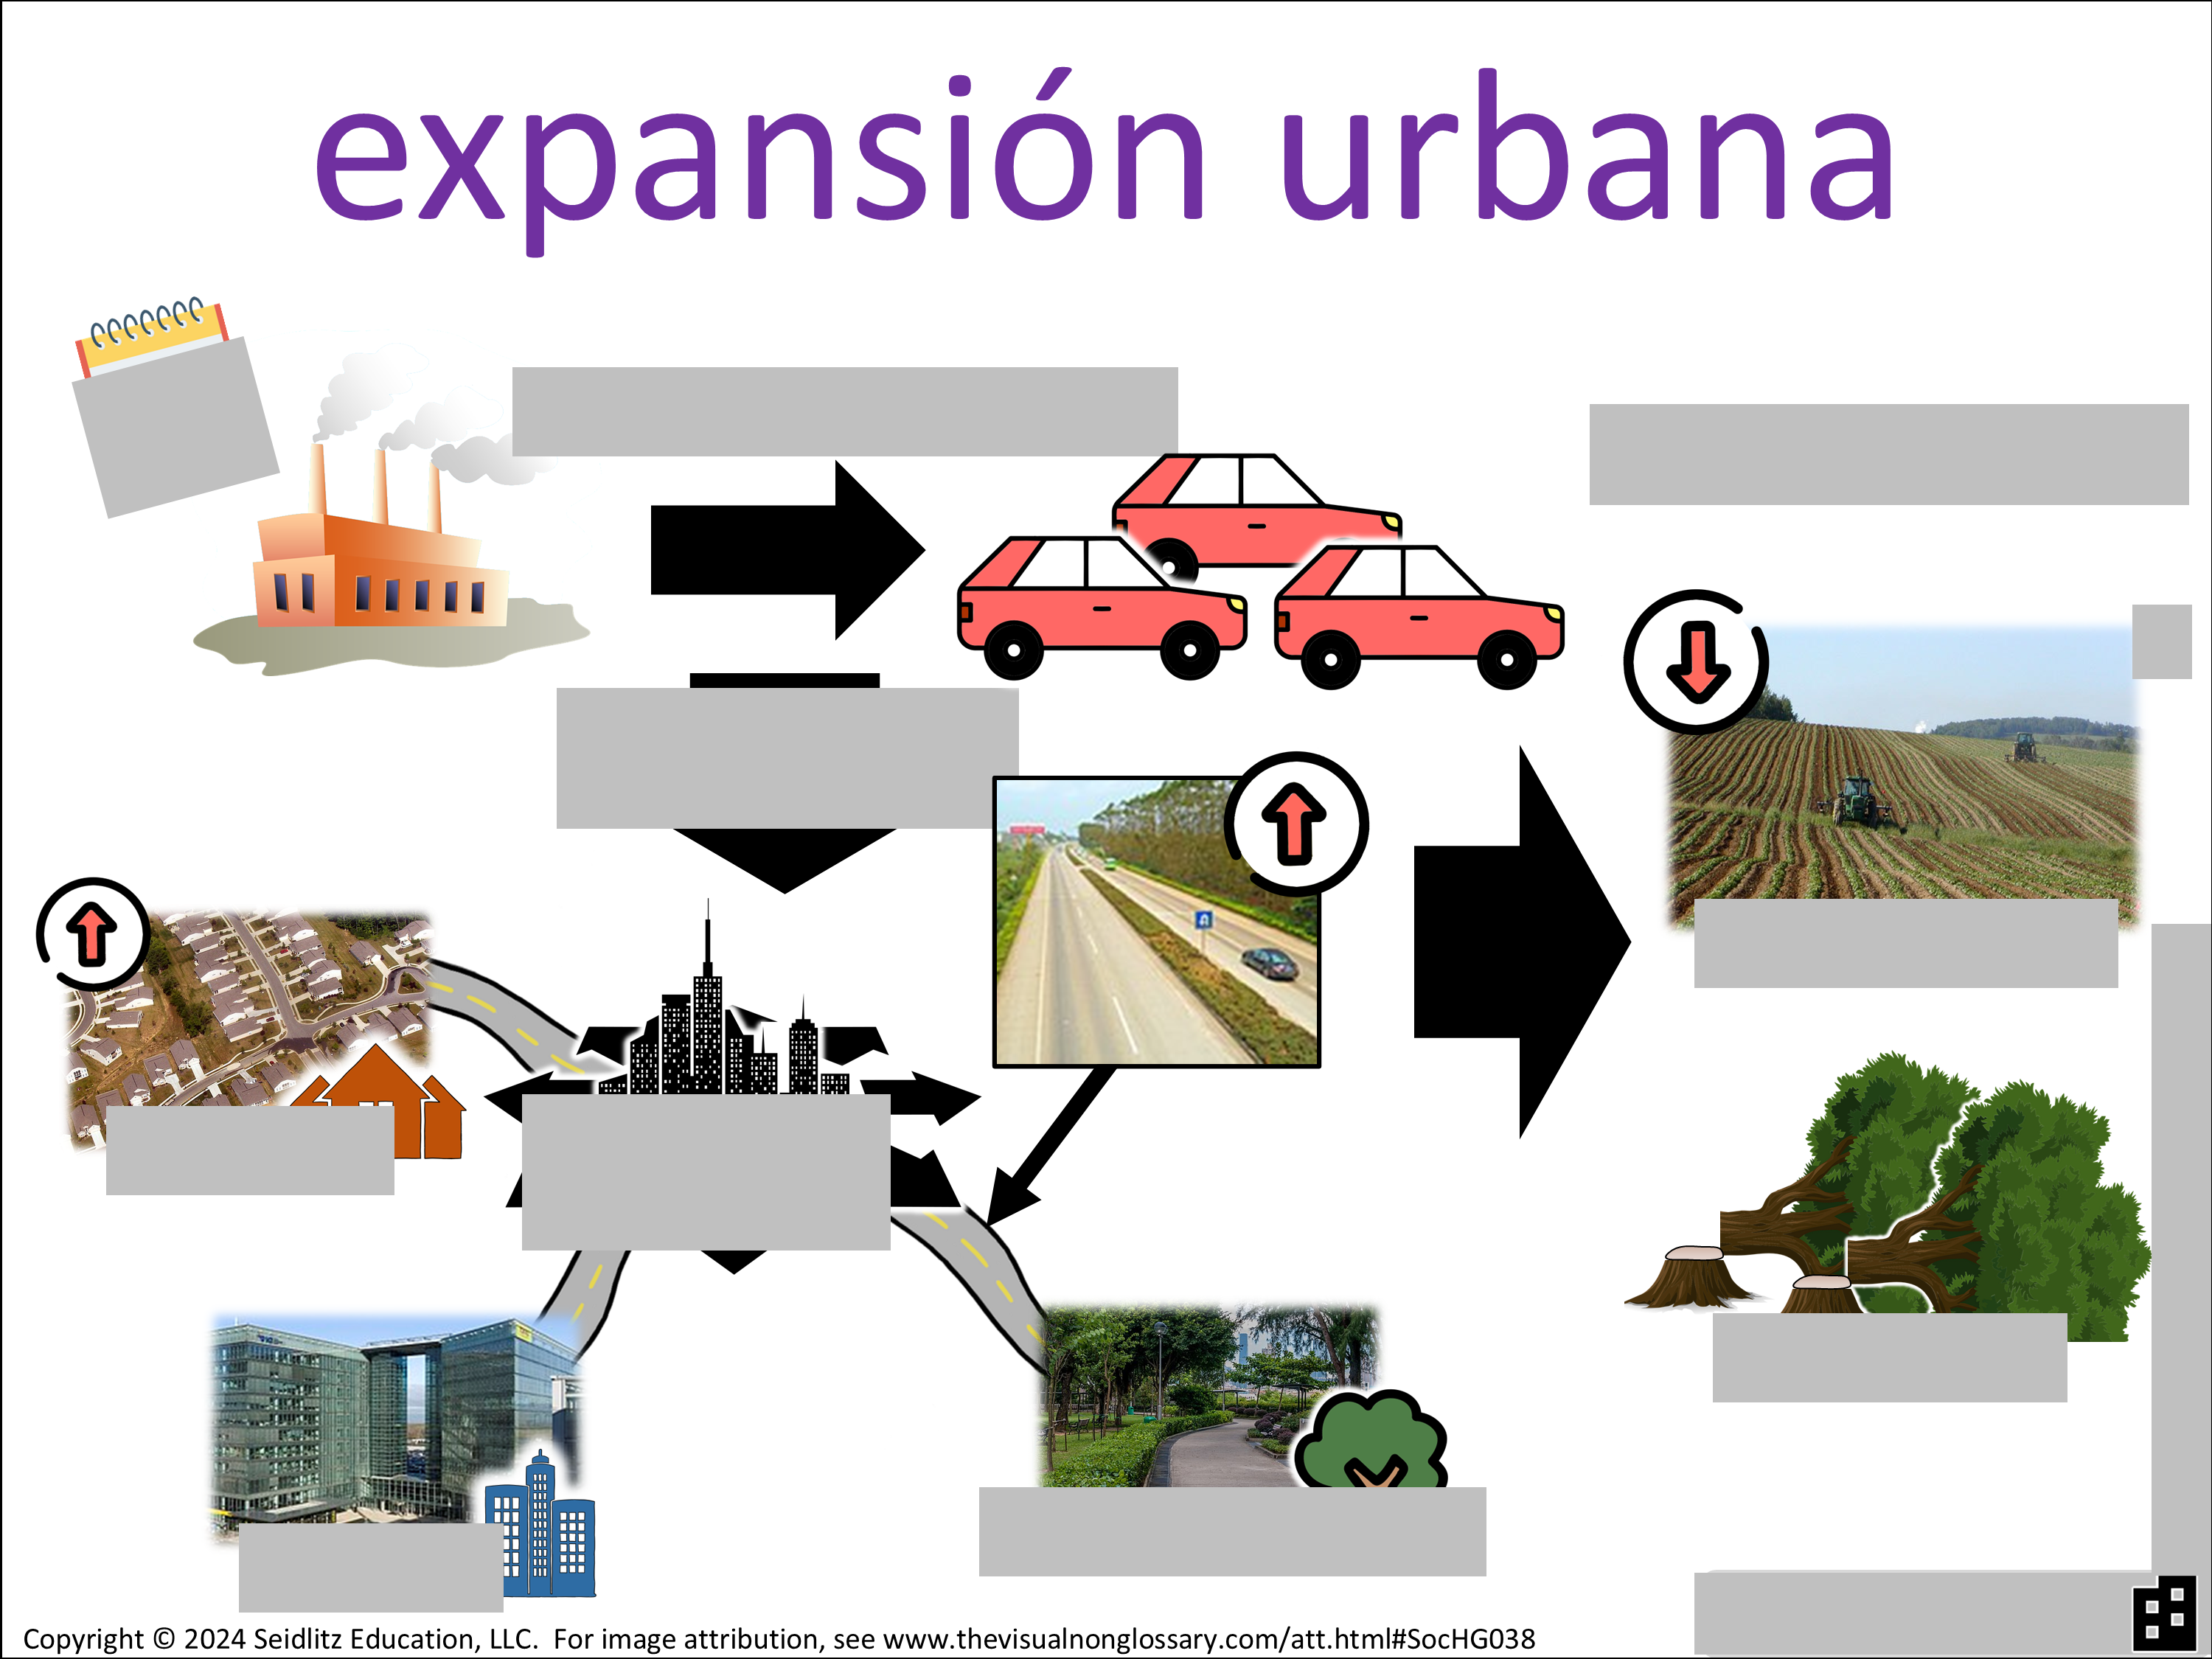 expansión urbana
Copyright © 2024 Seidlitz Education, LLC.  For image attribution, see www.thevisualnonglossary.com/att.html#SocHG038